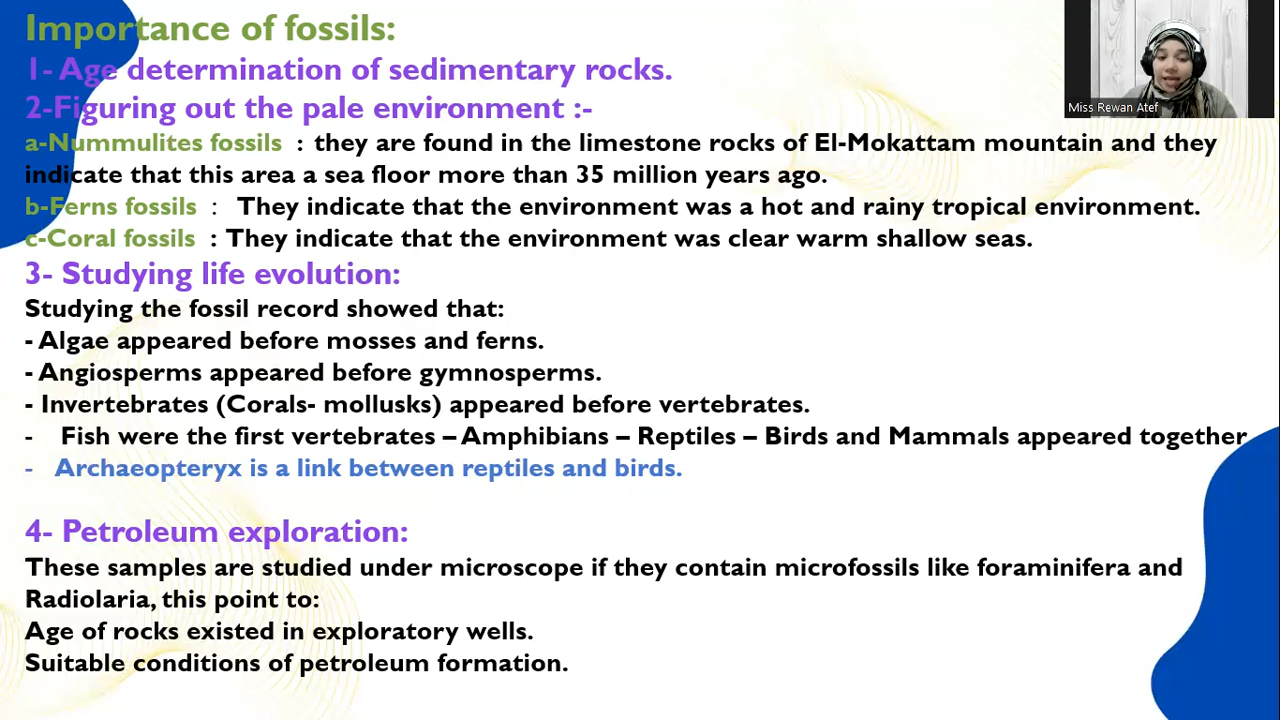 Importance of fossils:
1- Age determination of sedimentary rocks.
2-Figuring out the pale environment :-
a-Nummulites fossils : they are found in the limestone rocks of El-Mokattam mountain and they
indicate that this area a sea floor more than 35 million years ago.
b-Ferns fossils : They indicate that the environment was a hot and rainy tropical environment.
c-Coral fossils : They indicate that the environment was clear warm shallow seas.
3- Studying life evolution:
Studying the fossil record showed that:
- Algae appeared before mosses and ferns.
- Angiosperms appeared before gymnosperms.
- Invertebrates (Corals- mollusks) appeared before vertebrates.
- Fish were the first vertebrates – Amphibians – Reptiles – Birds and Mammals appeared together
- Archaeopteryx is a link between reptiles and birds.
4- Petroleum exploration:
These samples are studied under microscope if they contain microfossils like foraminifera and
Radiolaria, this point to:
Age of rocks existed in exploratory wells.
Suitable conditions of petroleum formation.
Miss Rewan Atef